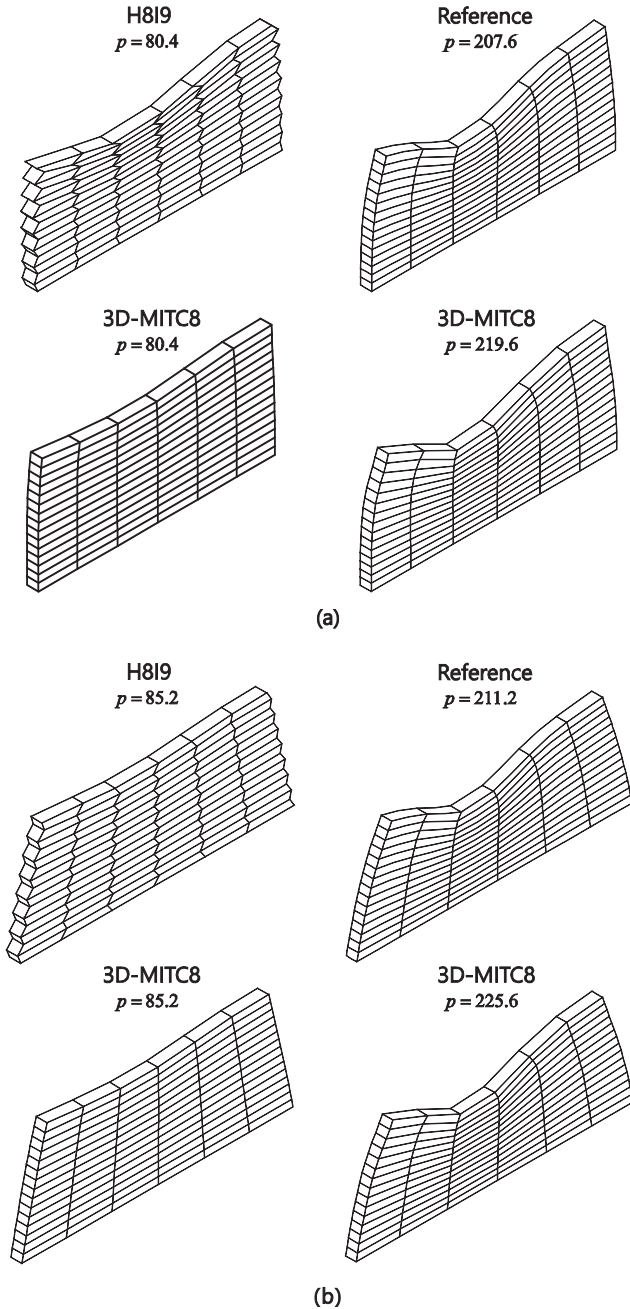 H8I9
p = 80.4
Reference
p = 207.6
3D-MITC8
p = 80.4
3D-MITC8
p = 219.6
(a)
H8I9
p = 85.2
Reference
p = 211.2
3D-MITC8
p = 85.2
3D-MITC8
p = 225.6
(b)